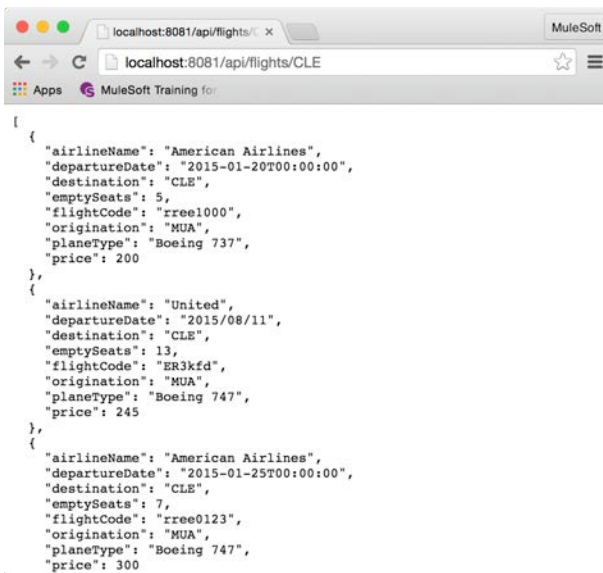 localhost:8081/api/flights/C ×
MuleSoft
localhost:8081/api/flights/CLE
Apps MuleSoft Training for
[
{
"airlineName": "American Airlines",
"departureDate": "2015-01-20T00:00:00",
"destination": "CLE",
"emptySeats": 5,
"flightCode": "rree1000",
"origination": "MUA",
"planeType": "Boeing 737",
"price": 200
},
{
"airlineName": "United",
"departureDate": "2015/08/11",
"destination": "CLE",
"emptySeats": 13,
"flightCode": "ER3kfd",
"origination": "MUA",
"planeType": "Boeing 747",
"price": 245
},
{
"airlineName": "American Airlines",
"departureDate": "2015-01-25T00:00:00",
"destination": "CLE",
"emptySeats": 7,
"flightCode": "rree0123",
"origination": "MUA",
"planeType": "Boeing 747",
"price": 300